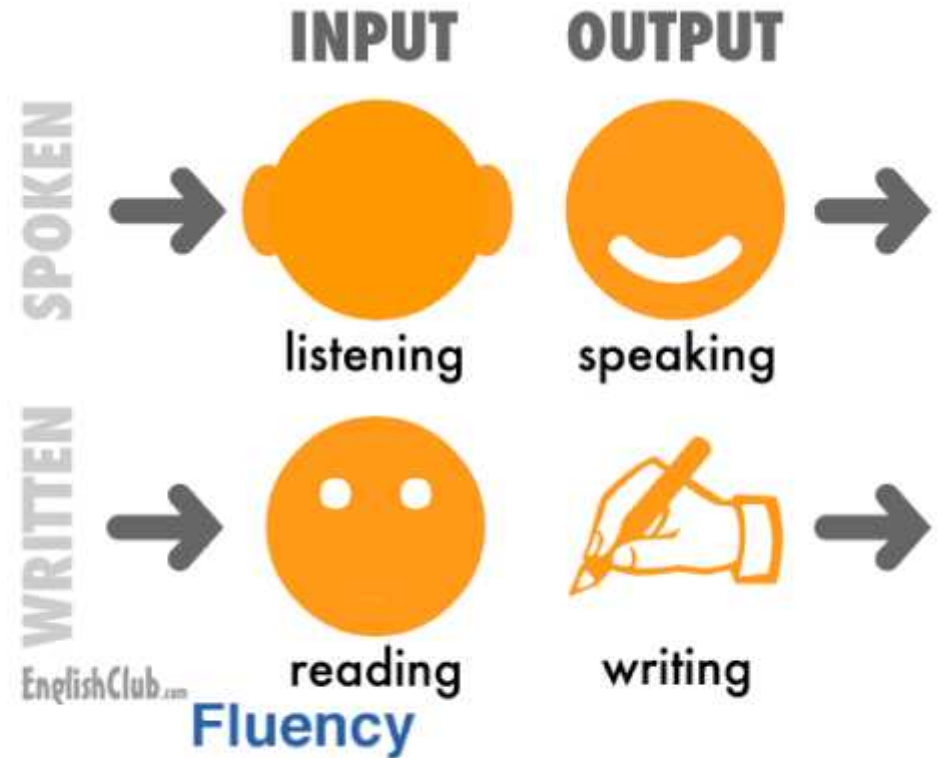 INPUT OUTPUT
SPOKEN
listening speaking
WRITTEN
reading writing
EnglishClub.com
Fluency